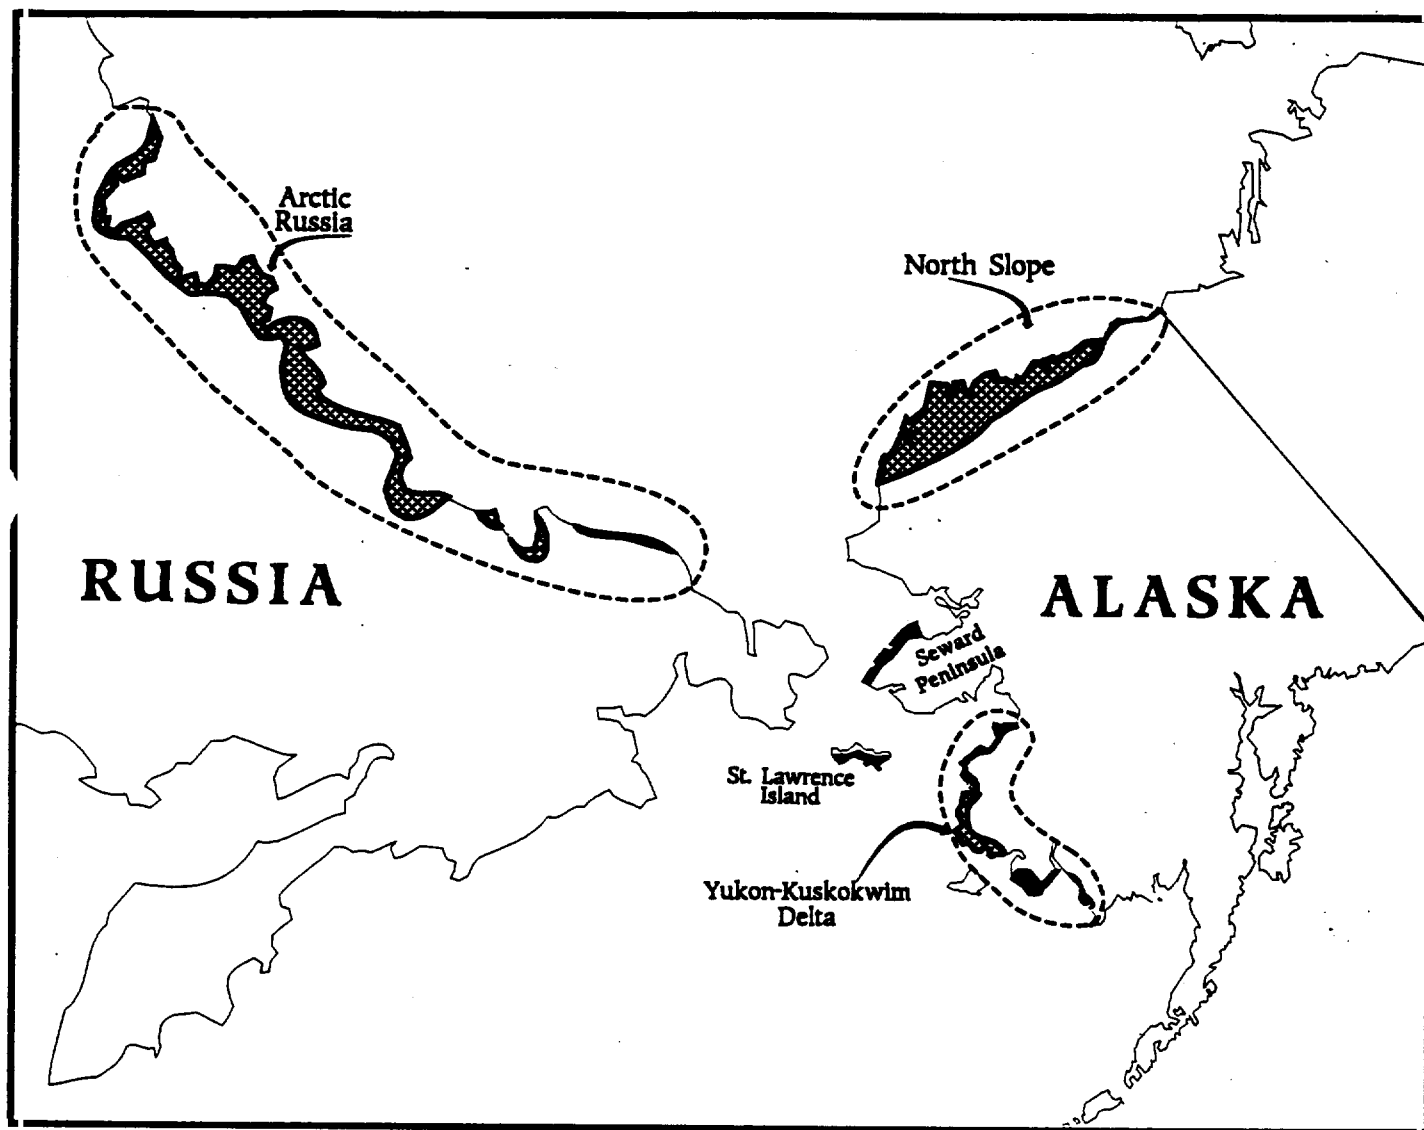 Arctic
Russia
North Slope
RUSSIA
ALASKA
Seward
Peninsula
St. Lawrence
Island
Yukon-Kuskokwim
Delta